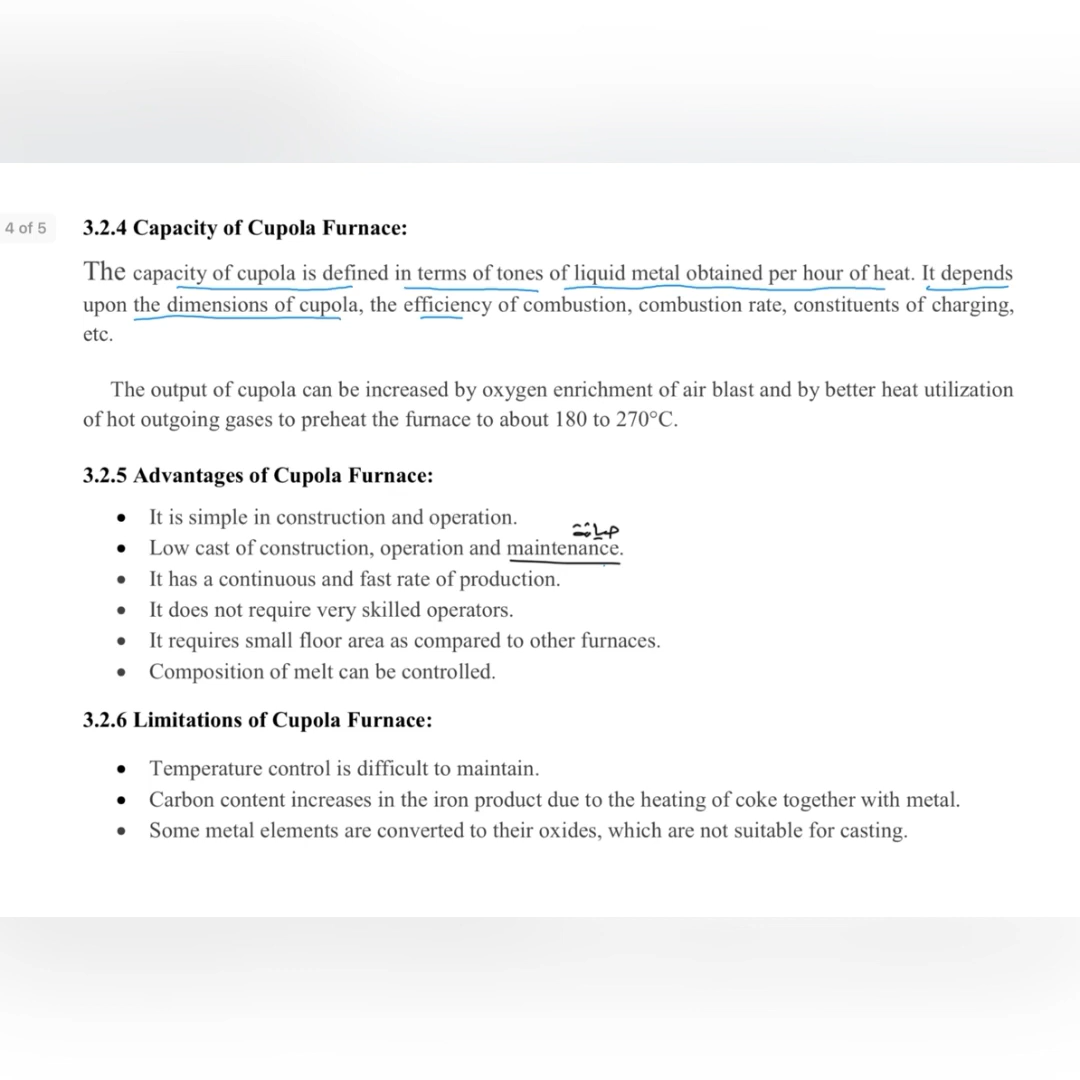 4 of 5
3.2.4 Capacity of Cupola Furnace:
The capacity of cupola is defined in terms of tones of liquid metal obtained per hour of heat. It depends
upon the dimensions of cupola, the efficiency of combustion, combustion rate, constituents of charging,
etc.
The output of cupola can be increased by oxygen enrichment of air blast and by better heat utilization
of hot outgoing gases to preheat the furnace to about 180 to 270°C.
3.2.5 Advantages of Cupola Furnace:
• It is simple in construction and operation.
صيانة
• Low cast of construction, operation and maintenance.
• It has a continuous and fast rate of production.
• It does not require very skilled operators.
• It requires small floor area as compared to other furnaces.
• Composition of melt can be controlled.
3.2.6 Limitations of Cupola Furnace:
• Temperature control is difficult to maintain.
• Carbon content increases in the iron product due to the heating of coke together with metal.
• Some metal elements are converted to their oxides, which are not suitable for casting.